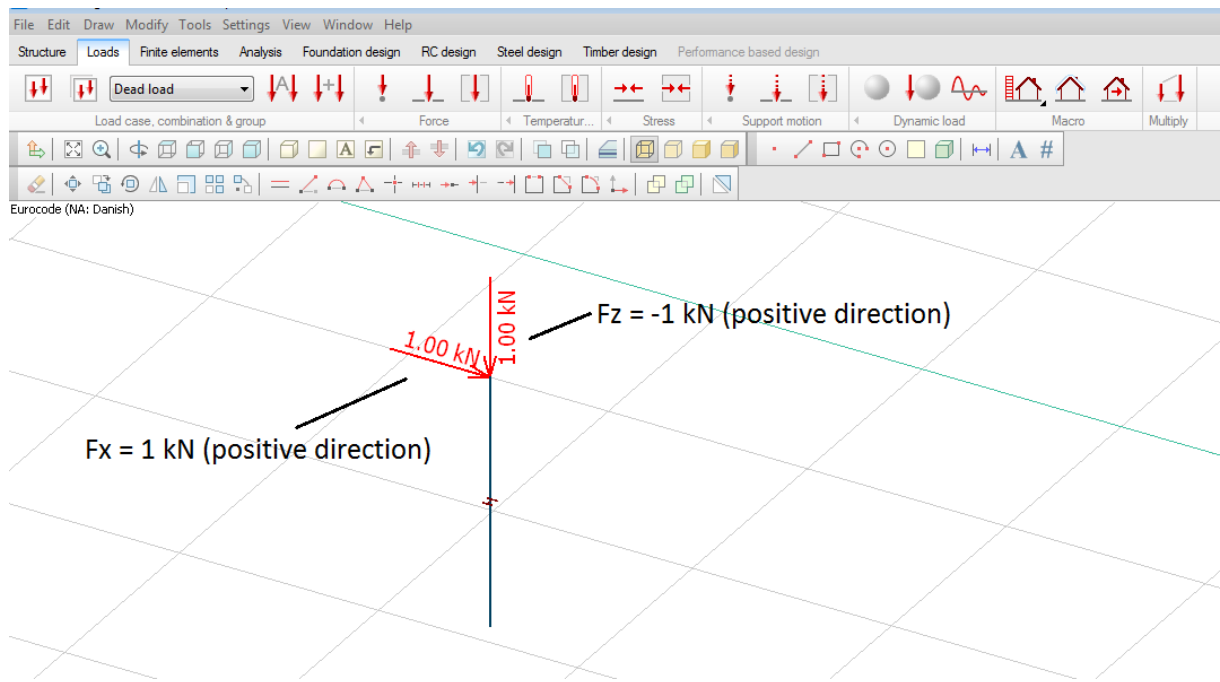 File Edit Draw Modify Tools Settings View Window Help
Structure Loads Finite elements Analysis Foundation design RC design Steel design Timber design Performance based design
Dead load
A
Load case, combination & group Force Temperatur... Stress Support motion Dynamic load Macro Multiply
A A #
Eurocode (NA: Danish)
1.00 kN
1.00 kN
Fz = -1 kN (positive direction)
Fx = 1 kN (positive direction)